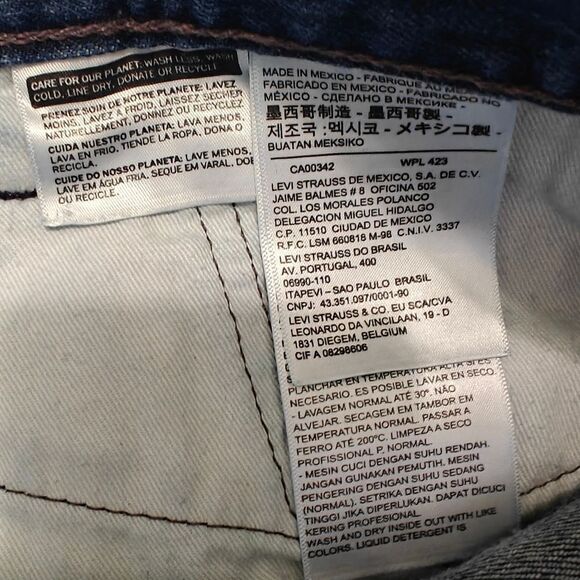 CARE FOR OUR PLANET: WASH LESS, WASH
COLD, LINE DRY, DONATE OR RECYCLE
PRENEZ SOIN DE NOTRE PLANETE: LAVEZ
MOINS, LAVEZ A FROID, LAISSEZ SECHER
DONNEZ OU RECYCLEZ
CUIDA NUESTRO PLANETA: LAVE MENOS,
LAVA EN FRIO, TIENDE LA ROPA, DONA O
RECICLA.
CUIDE DO NOSSO PLANETA: LAVE MENOS,
LAVE EM ÁGUA FRIA, SEQUE EM VARAL, DO
OU RECICLE.
MADE IN MEXICO - FABRIQUE AU
FABRICADO EN MEXICO - FABRICADO NO
MÉXICO - СДЕЛАНО В МЕКСИКЕ -
墨西哥制造 - 墨西哥製 -
제조국 :멕시코 - メキシコ製 -
BUATAN MEKSIKO
CA00342 WPL 423
LEVI STRAUSS DE MEXICO, S.A. DE C.V.
JAIME BALMES # 8 OFICINA 502
COL. LOS MORALES POLANCO
DELEGACION MIGUEL HIDALGO
C.P. 11510 CIUDAD DE MEXICO
R.F.C. LSM 660818 M-98 C.N.I.V. 3337
LEVI STRAUSS DO BRASIL
AV. PORTUGAL, 400
06990-110
ITAPEVI-SAO PAULO BRASIL
CNPJ: 43.351.097/0001-90
LEVI STRAUSS & CO. EU SCA/CVA
LEONARDO DA VINCILAAN, 19 - D
1831 DIEGEM, BELGIUM
CIF A 08298606
PLANCHAR EN TEMPERATURA ALTA SI ES
NECESARIO. ES POSIBLE LAVAR EN SECO
- LAVAGEM NORMAL ATÉ 30°. NÃO
ALVEJAR. SECAGEM EM TAMBOR EM
TEMPERATURA NORMAL. PASSAR A
FERRO ATÉ 200°C. LIMPEZA A SECO
PROFISSIONAL P, NORMAL.
- MESIN CUCI DENGAN SUHU RENDAH.
JANGAN GUNAKAN PEMUTIH. MESIN
PENGERING DENGAN SUHU SEDANG
(NORMAL). SETRIKA DENGAN SUHU
TINGGI JIKA DIPERLUKAN. DAPAT DICUCI
KERING PROFESIONAL.
WASH AND DRY INSIDE OUT WITH LIKE
COLORS. LIQUID DETERGENT IS